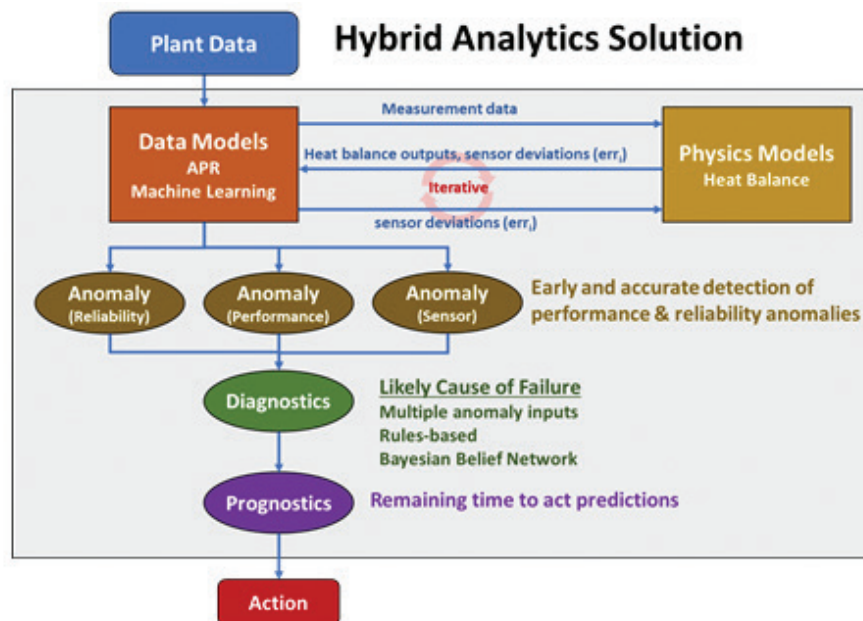 Plant Data
Hybrid Analytics Solution
Measurement data
Data Models
APR
Machine Learning
Heat balance outputs, sensor deviations (errᵢ)
Iterative
sensor deviations (errᵢ)
Physics Models
Heat Balance
Anomaly
(Reliability)
Anomaly
(Performance)
Anomaly
(Sensor)
Early and accurate detection of
performance & reliability anomalies
Diagnostics
Likely Cause of Failure
Multiple anomaly inputs
Rules-based
Bayesian Belief Network
Prognostics
Remaining time to act predictions
Action